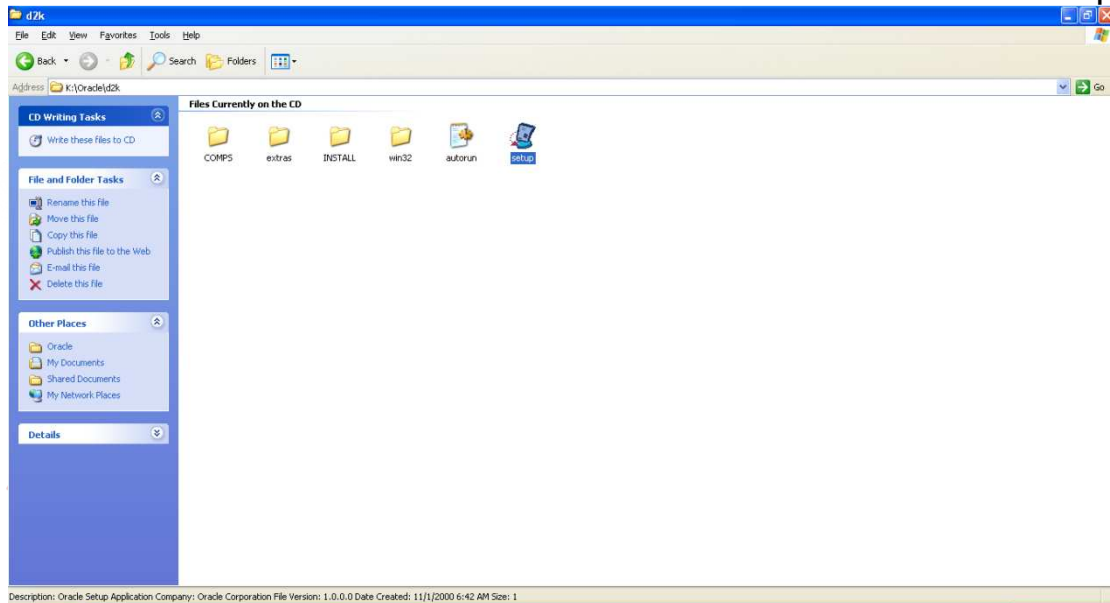 d2k
File Edit View Favorites Tools Help
Back Search Folders
Address K:\Oracle\d2k Go
Files Currently on the CD
CD Writing Tasks
Write these files to CD
COMPS extras INSTALL win32 autorun setup
File and Folder Tasks
Rename this file
Move this file
Copy this file
Publish this file to the Web
E-mail this file
Delete this file
Other Places
Oracle
My Documents
Shared Documents
My Network Places
Details
Description: Oracle Setup Application Company: Oracle Corporation File Version: 1.0.0.0 Date Created: 11/1/2000 6:42 AM Size: 1